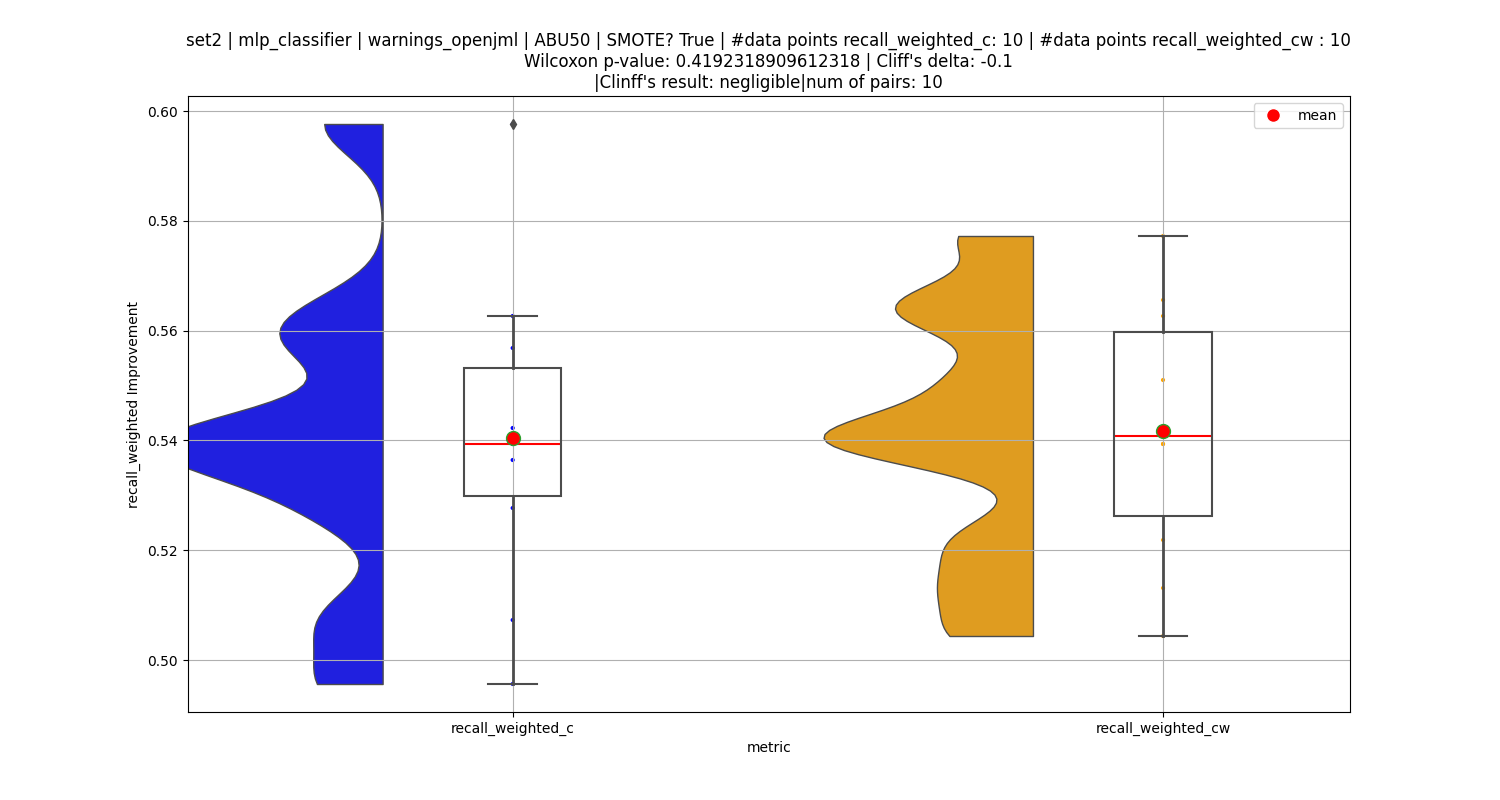 set2 | mlp_classifier | warnings_openjml | ABU50 | SMOTE? True | #data points recall_weighted_c: 10 | #data points recall_weighted_cw : 10
Wilcoxon p-value: 0.4192318909612318 | Cliff's delta: -0.1
|Clinff's result: negligible|num of pairs: 10
mean
0.60
0.58
0.56
0.54
0.52
0.50
recall_weighted Improvement
recall_weighted_c
recall_weighted_cw
metric